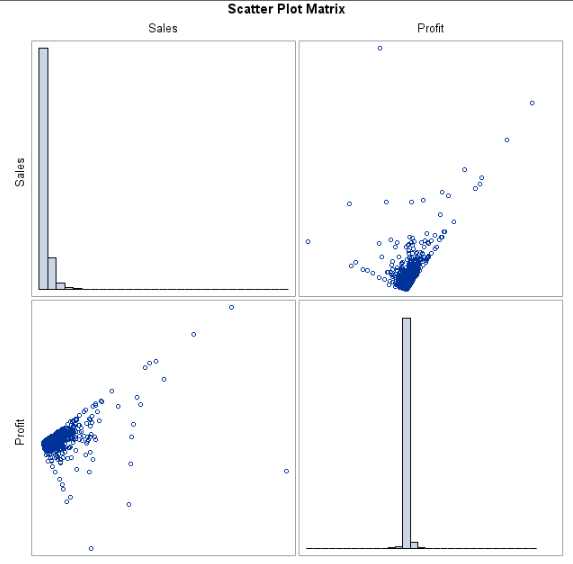 Scatter Plot Matrix
Sales Profit
Sales
Profit